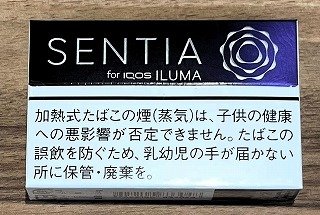 SENTIA
for IQOS ILUMA
加熱式たばこの煙(蒸気)は、子供の健康
への悪影響が否定できません。たばこの
誤飲を防ぐため、乳幼児の手が届かない
所に保管・廃棄を。